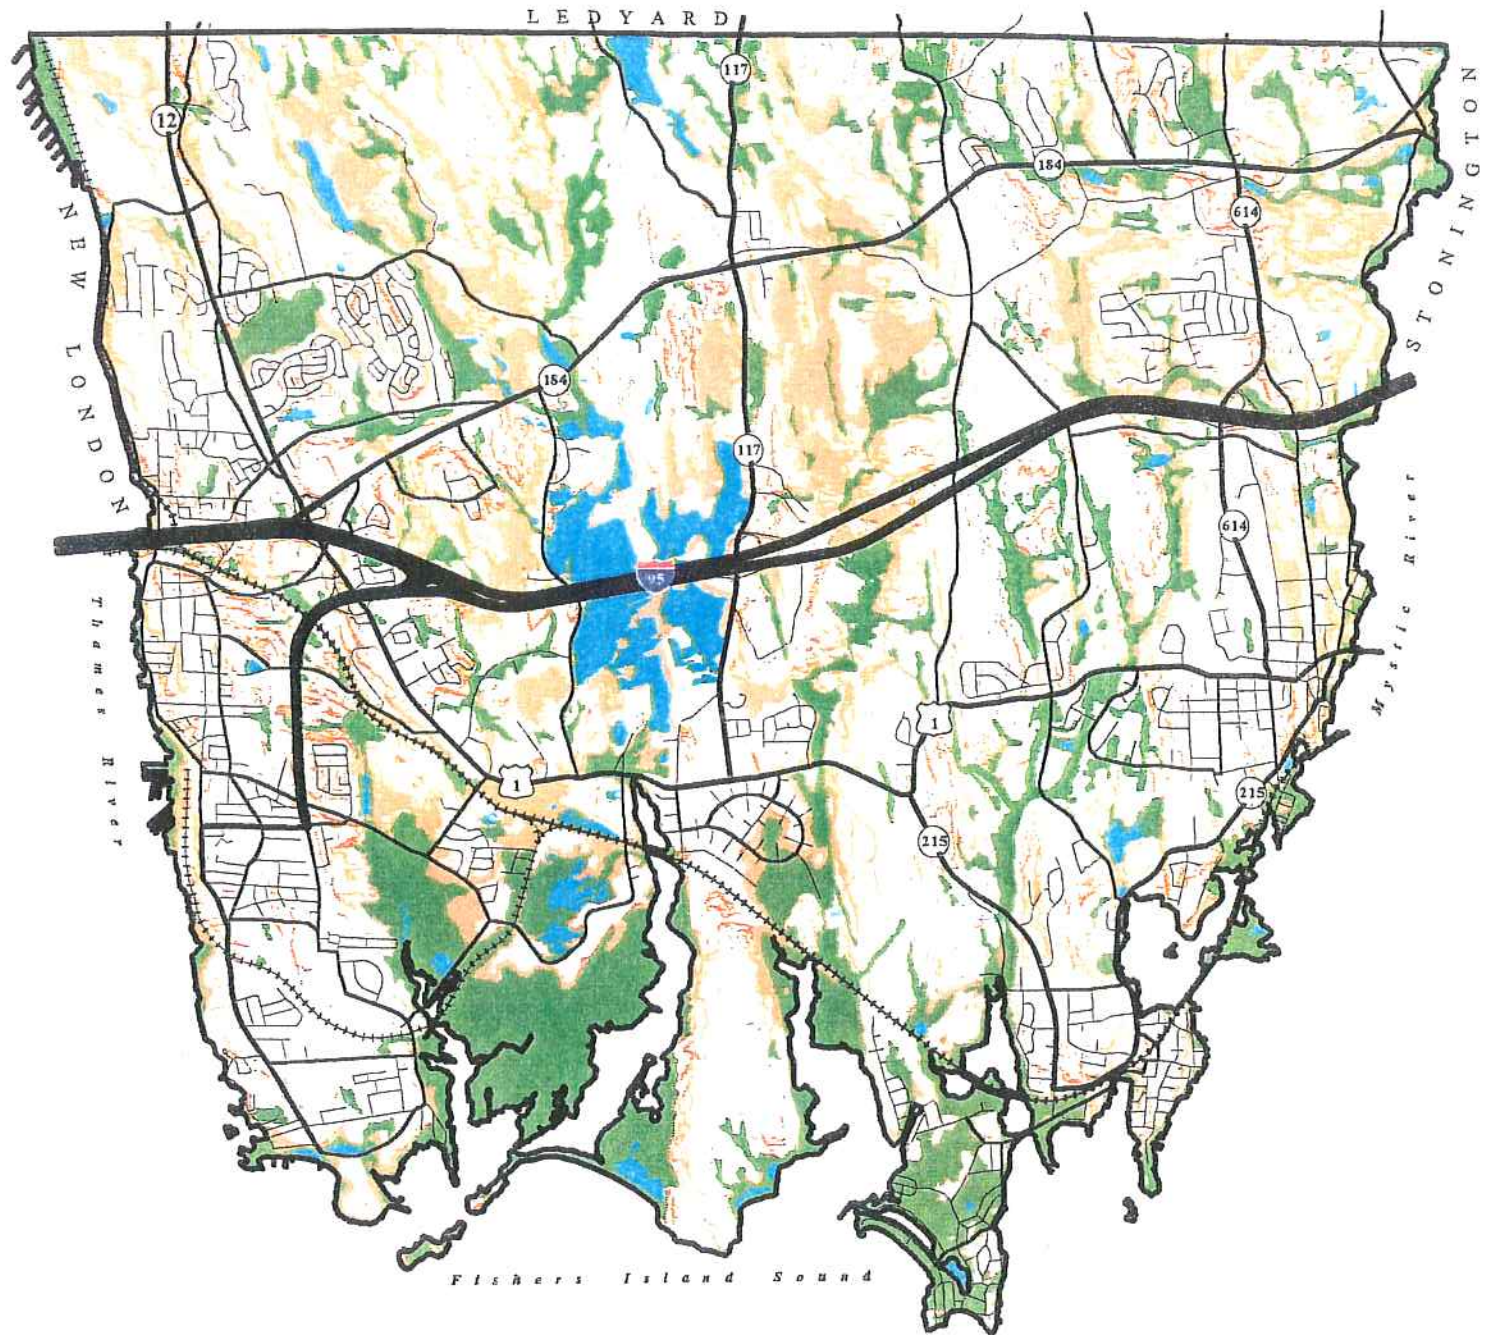 LEDYARD
117
12
184
614
NEW LONDON
STONINGTON
184
117
614
95
Thames River
Mystic River
1
1
215
215
Fishers Island Sound